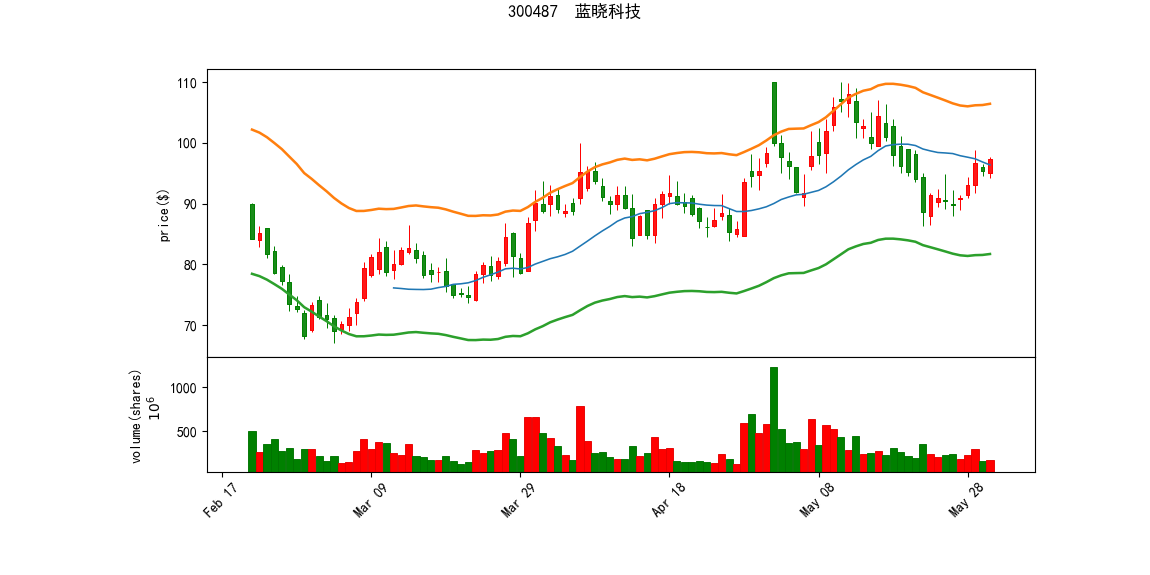 300487 蓝晓科技
price($)
110
100
90
80
70
volume(shares)
10^6
1000
500
Feb 17
Mar 09
Mar 29
Apr 18
May 08
May 28